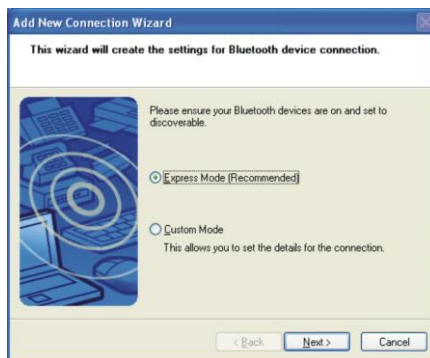 Add New Connection Wizard
This wizard will create the settings for Bluetooth device connection.
Please ensure your Bluetooth devices are on and set to
discoverable.
Express Mode (Recommended)
Custom Mode
This allows you to set the details for the connection.
< Back
Next >
Cancel